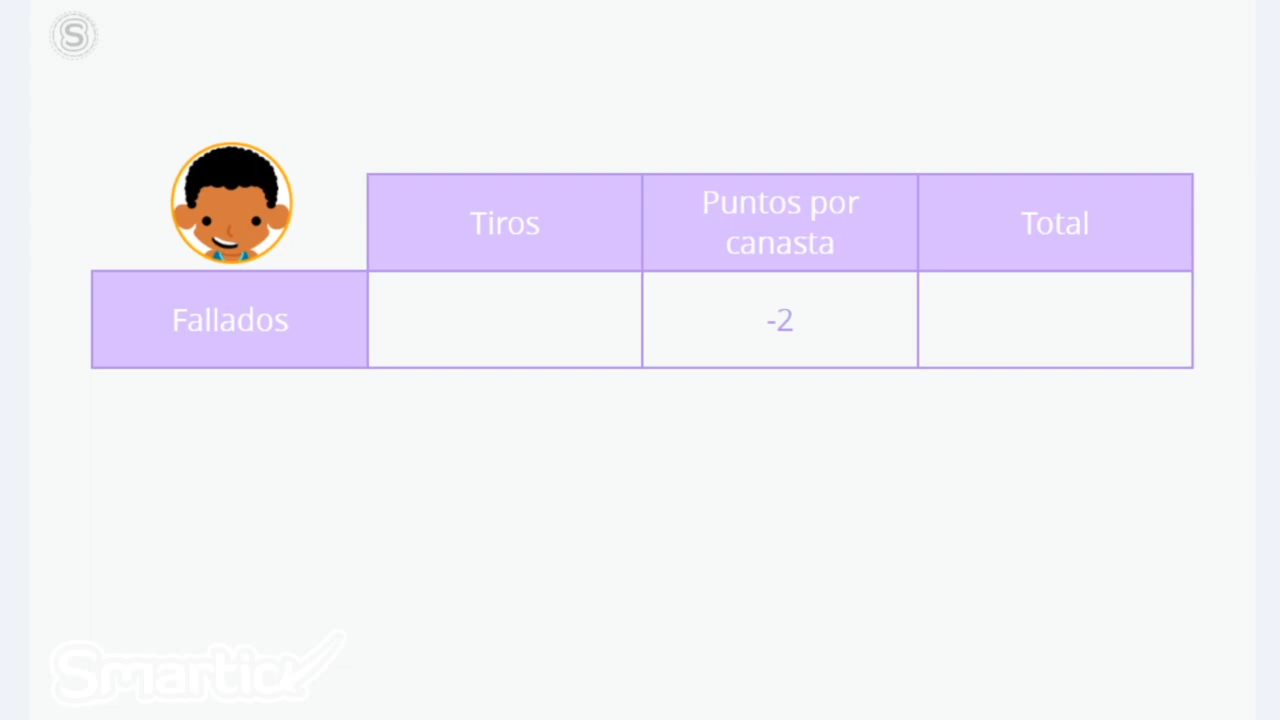 S
Tiros
Puntos por
canasta
Total
Fallados
-2
Smartick